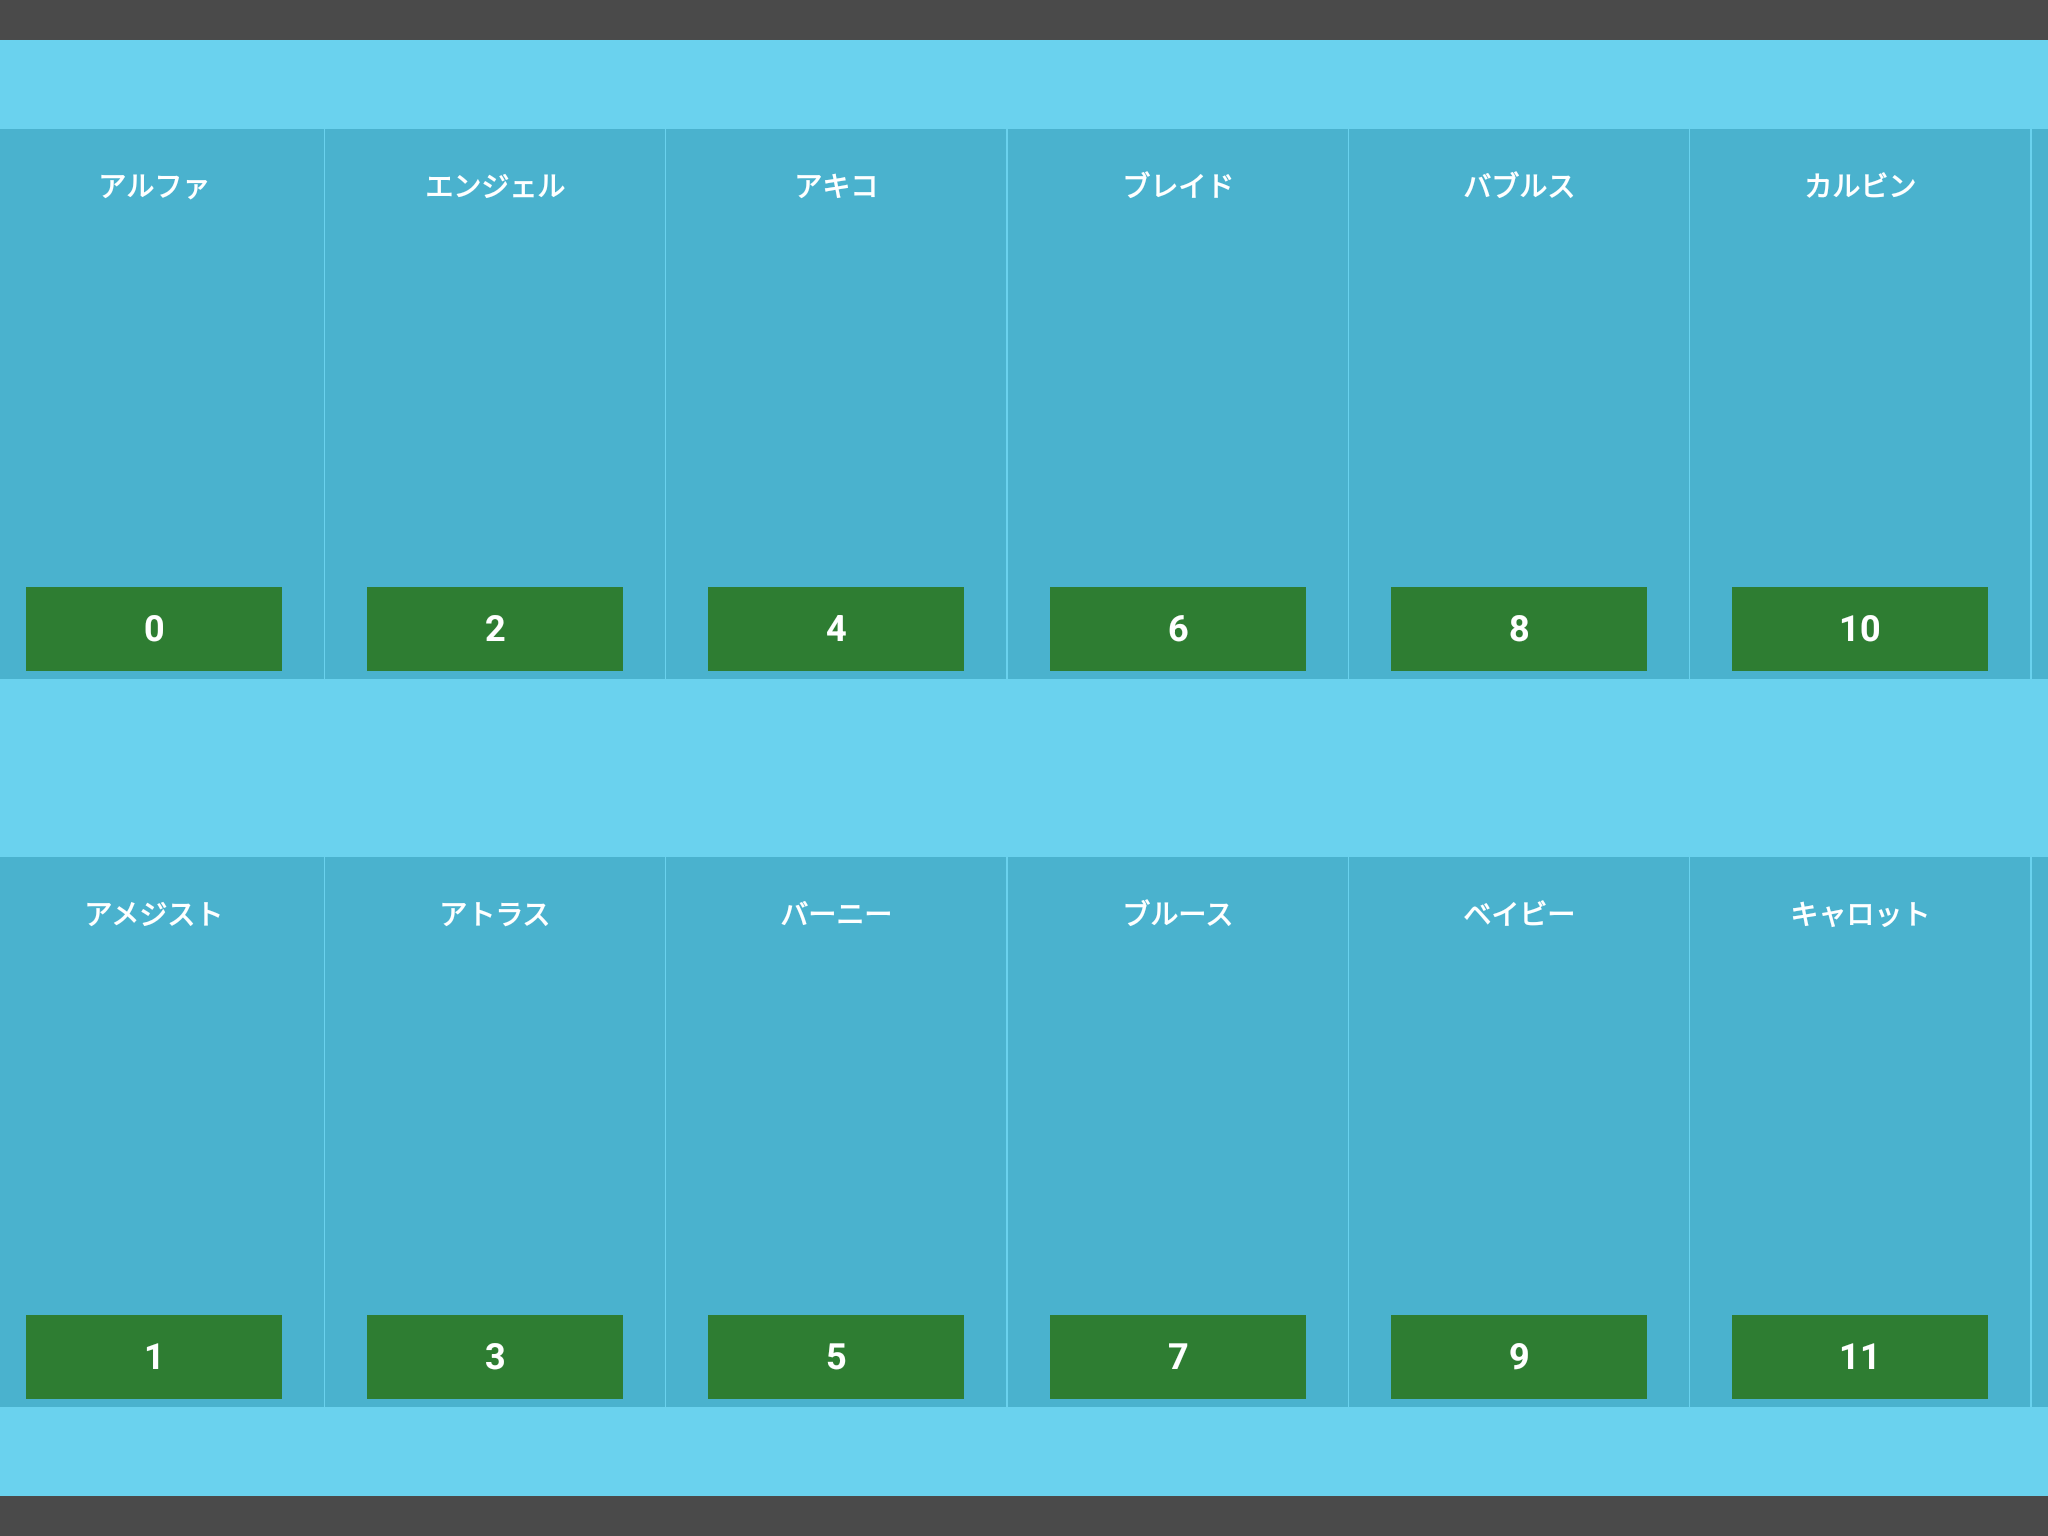 アルファ
エンジェル
アキコ
ブレイド
バブルス
カルビン
0
2
4
6
8
10
アメジスト
アトラス
バーニー
ブルース
ベイビー
キャロット
1
3
5
7
9
11